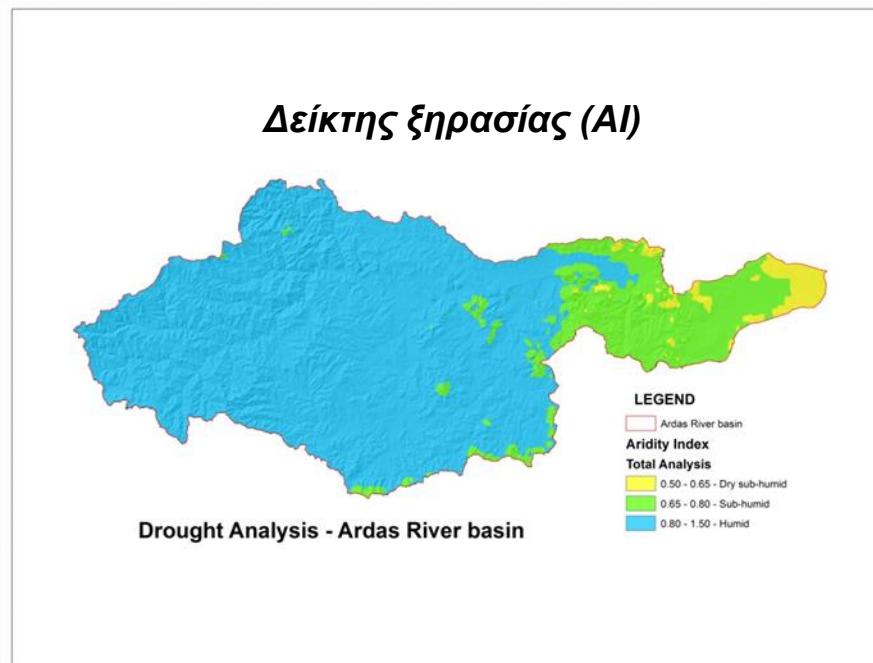 Δείκτης ξηρασίας (AI)
LEGEND
Ardas River basin
Aridity Index
Total Analysis
0.50 - 0.65 - Dry sub-humid
0.65 - 0.80 - Sub-humid
0.80 - 1.50 - Humid
Drought Analysis - Ardas River basin